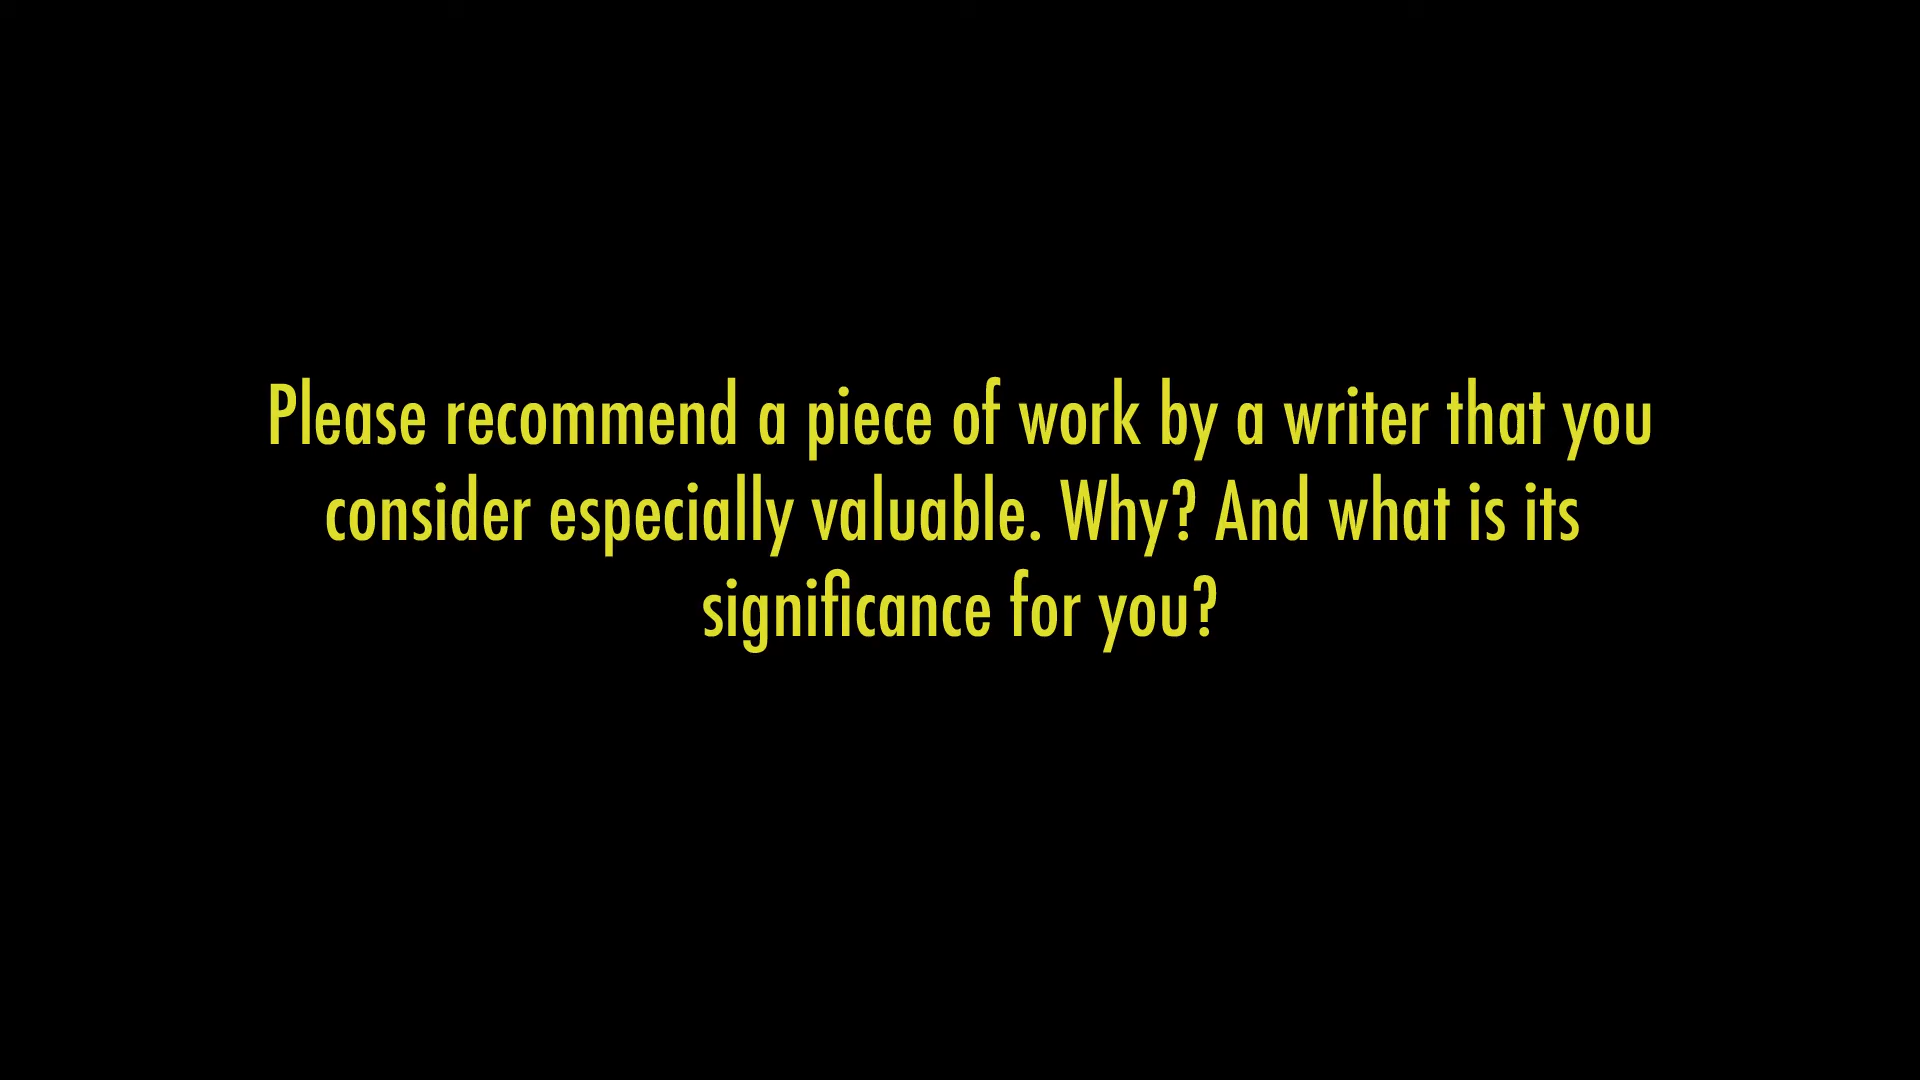 Please recommend a piece of work by a writer that you
consider especially valuable. Why? And what is its
significance for you?